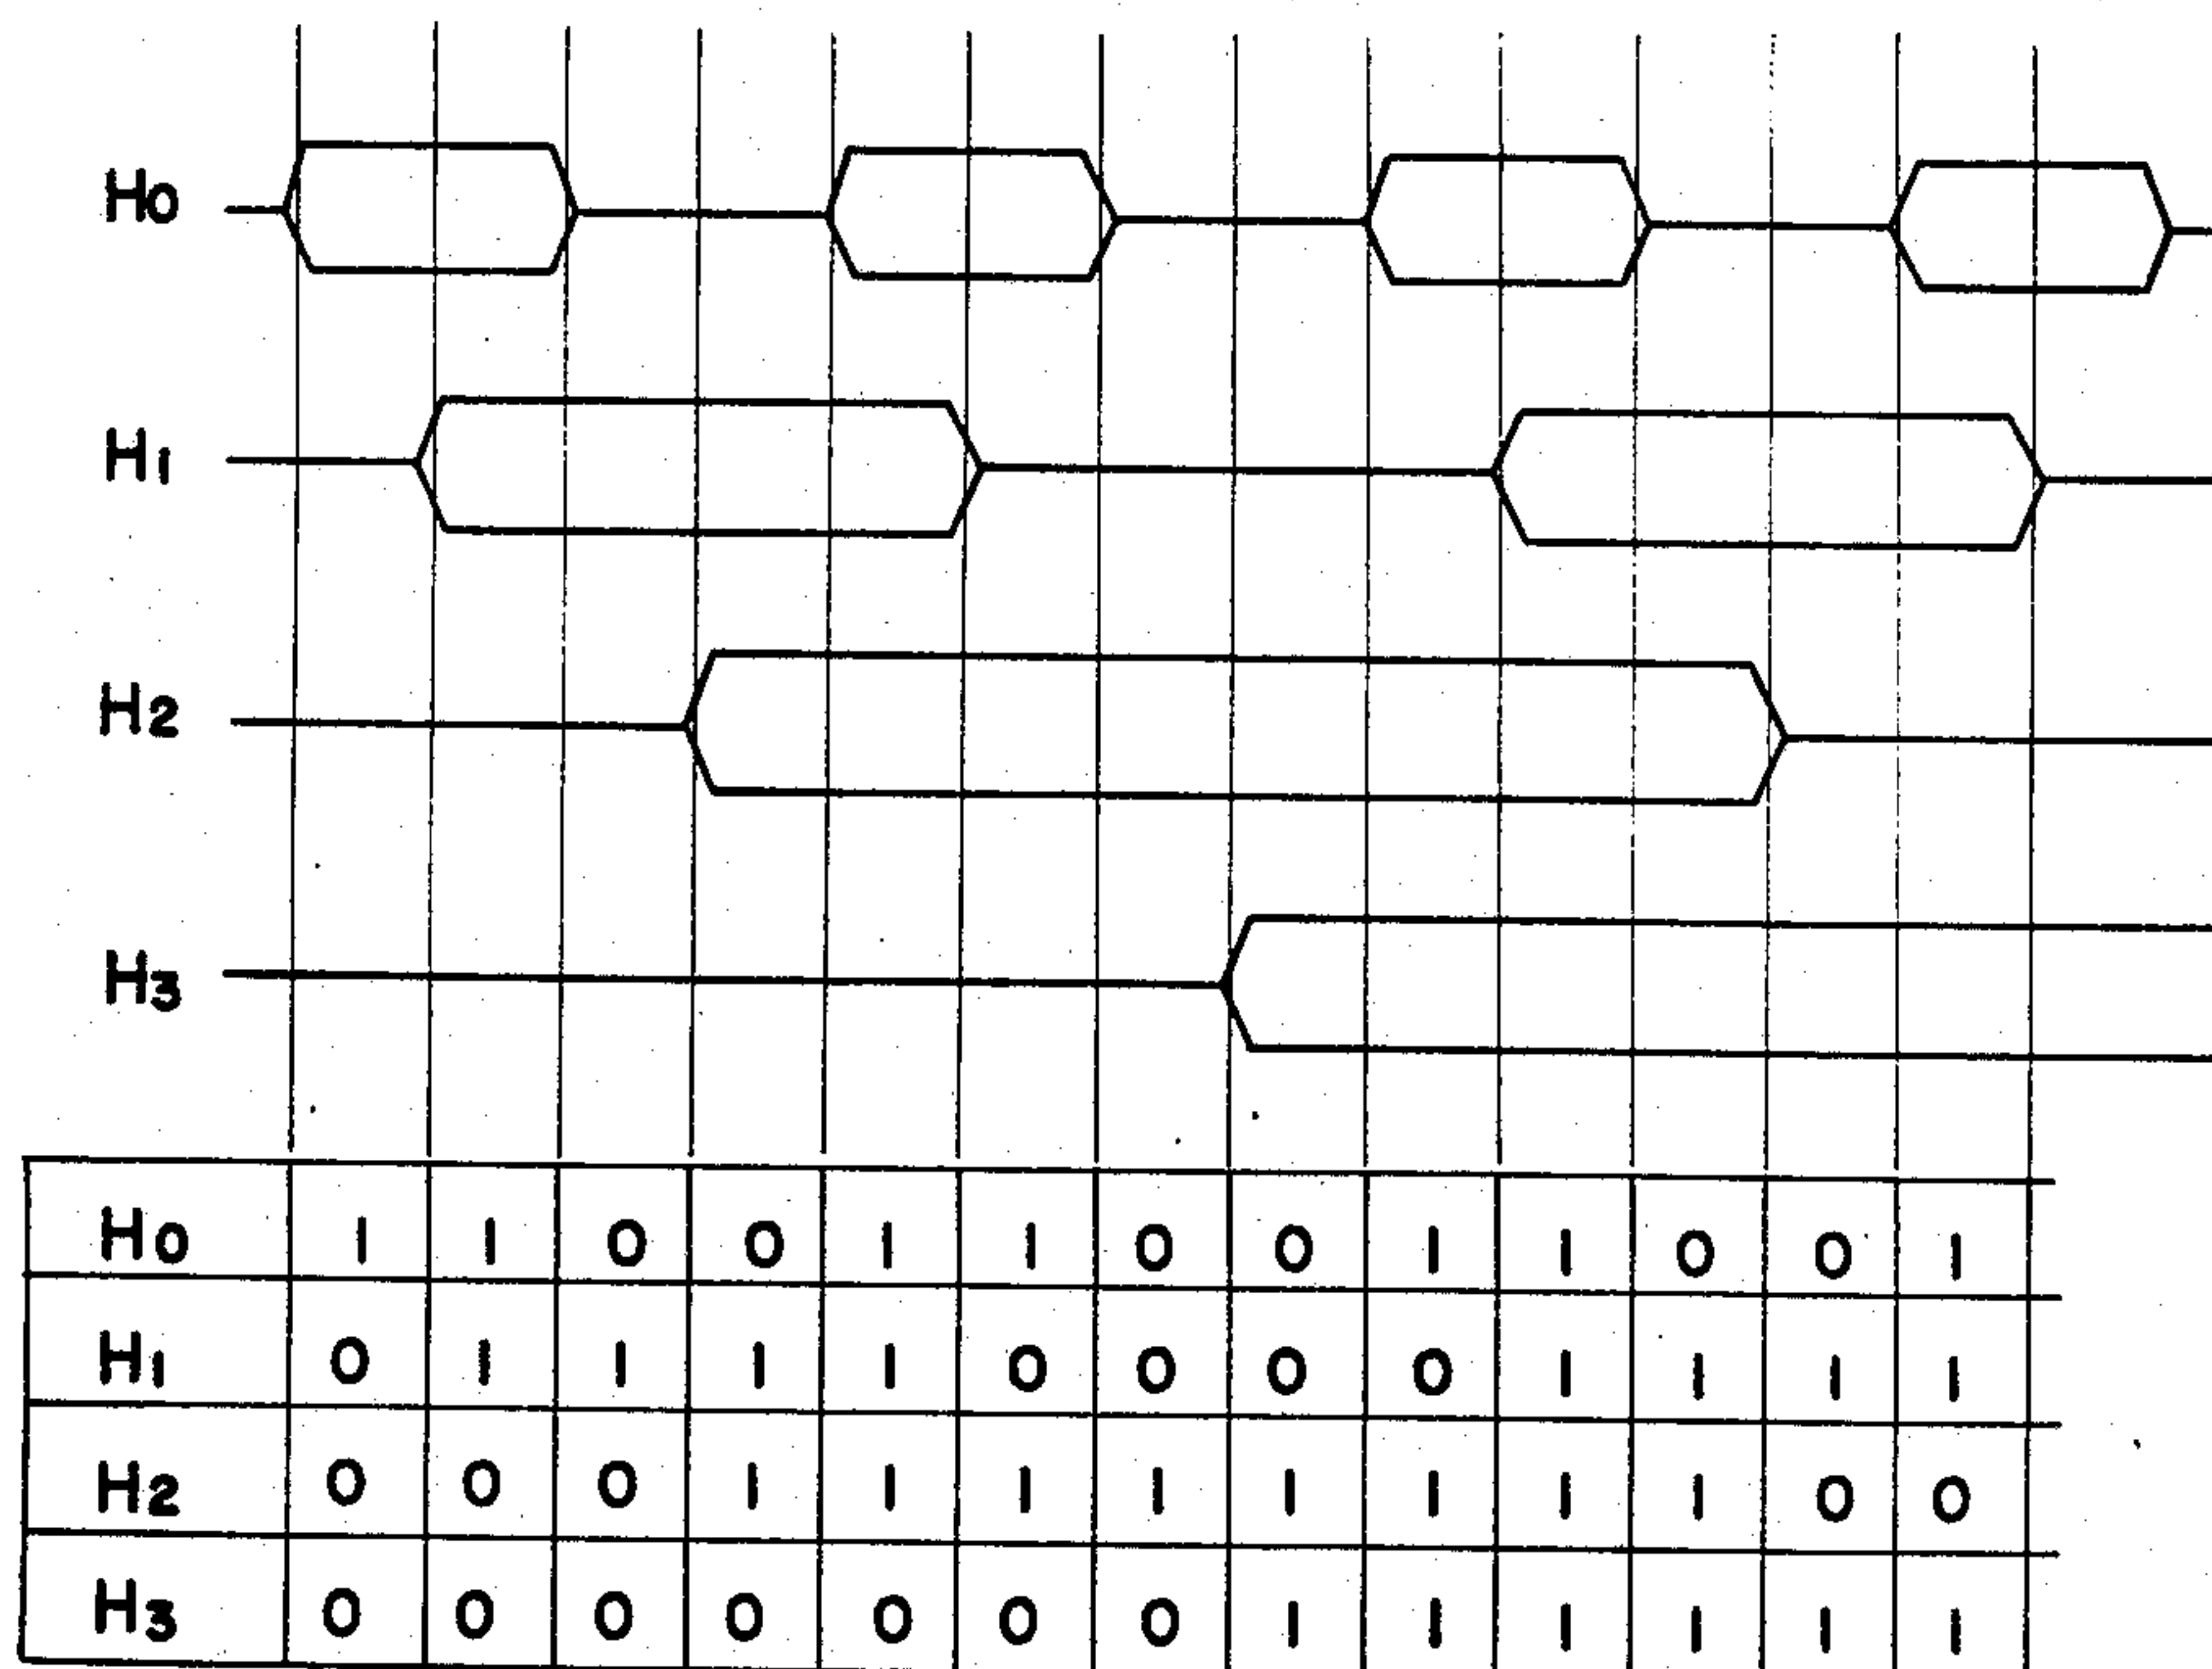 H0
H1
H2
H3
H0 1 1 0 0 1 1 0 0 1 1 0 0 1
H1 0 1 1 1 1 0 0 0 0 1 1 1 1
H2 0 0 0 1 1 1 1 1 1 1 1 0 0
H3 0 0 0 0 0 0 0 1 1 1 1 1 1